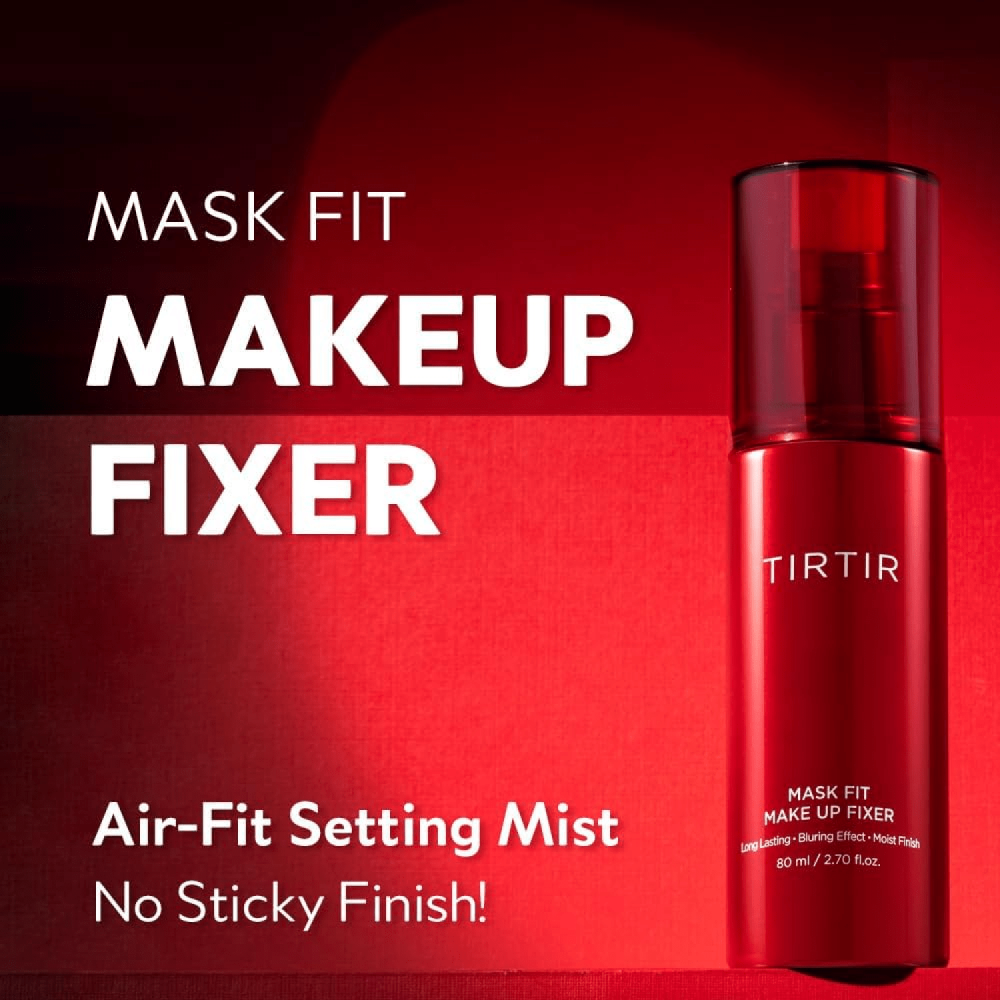 MASK FIT
MAKEUP
FIXER
Air-Fit Setting Mist
No Sticky Finish!
TIRTIR
MASK FIT
MAKE UP FIXER
Long Lasting • Bluring Effect • Moist Finish
80 ml / 2.70 fl.oz.